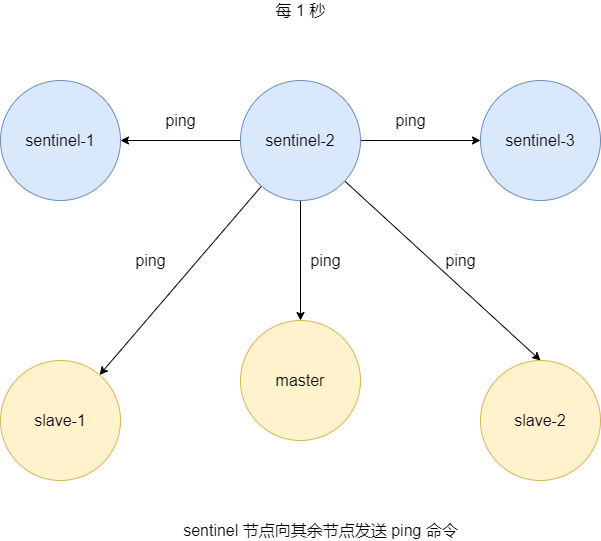 每 1 秒
ping
ping
sentinel-1
sentinel-2
sentinel-3
ping
ping
ping
master
slave-1
slave-2
sentinel 节点向其余节点发送 ping 命令